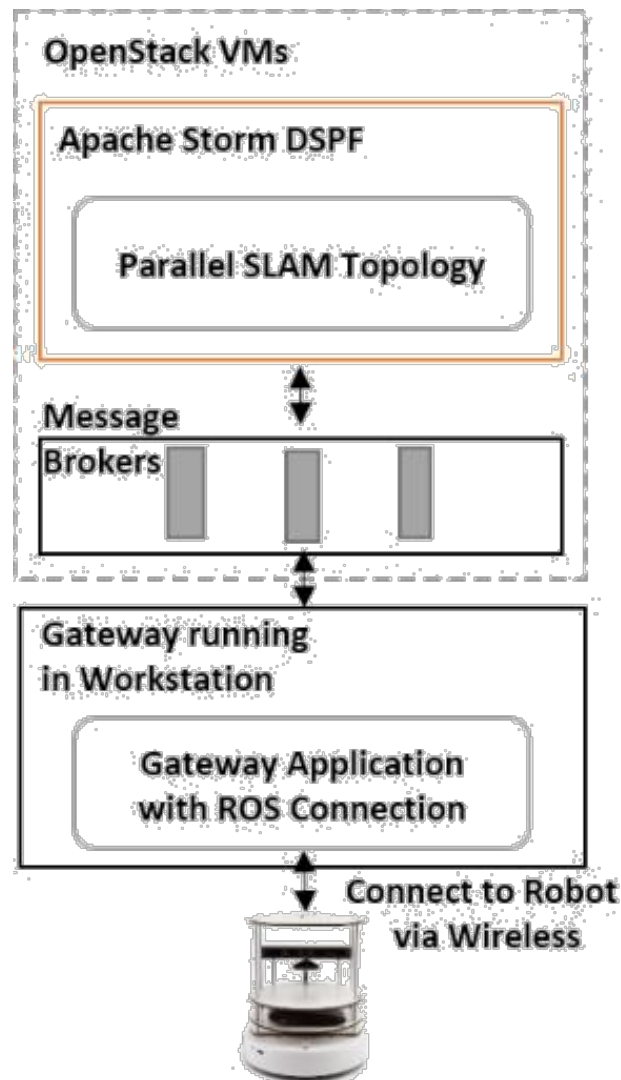 OpenStack VMs
Apache Storm DSPF
Parallel SLAM Topology
Message
Brokers
Gateway running
in Workstation
Gateway Application
with ROS Connection
Connect to Robot
via Wireless